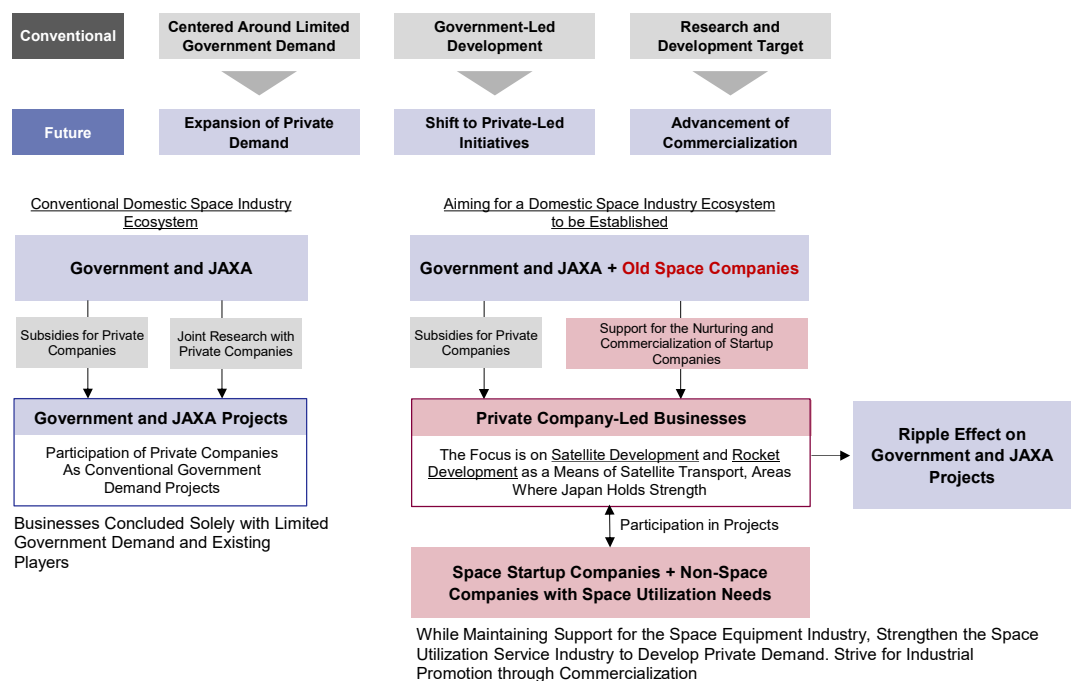 Conventional
Centered Around Limited
Government Demand
Government-Led
Development
Research and
Development Target
Future
Expansion of Private
Demand
Shift to Private-Led
Initiatives
Advancement of
Commercialization
Conventional Domestic Space Industry
Ecosystem
Government and JAXA
Subsidies for Private
Companies
Joint Research with
Private Companies
Government and JAXA Projects
Participation of Private Companies
As Conventional Government
Demand Projects
Businesses Concluded Solely with Limited
Government Demand and Existing
Players
Aiming for a Domestic Space Industry Ecosystem
to be Established
Government and JAXA + Old Space Companies
Subsidies for Private
Companies
Support for the Nurturing and
Commercialization of Startup
Companies
Private Company-Led Businesses
The Focus is on Satellite Development and Rocket
Development as a Means of Satellite Transport, Areas
Where Japan Holds Strength
Ripple Effect on
Government and JAXA
Projects
Participation in Projects
Space Startup Companies + Non-Space
Companies with Space Utilization Needs
While Maintaining Support for the Space Equipment Industry, Strengthen the Space
Utilization Service Industry to Develop Private Demand. Strive for Industrial
Promotion through Commercialization